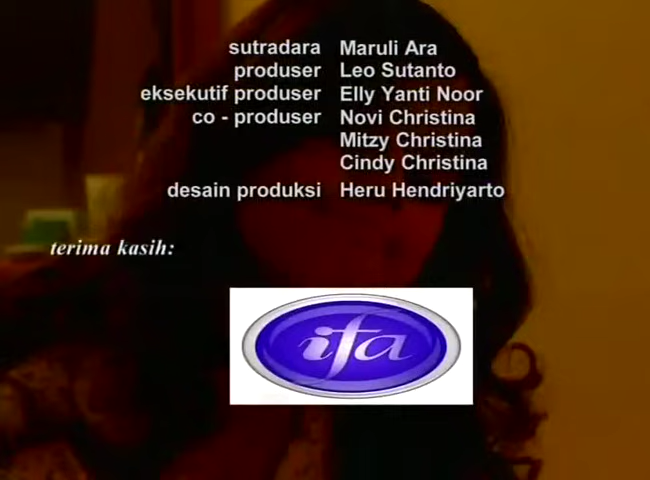 sutradara Maruli Ara
produser Leo Sutanto
eksekutif produser Elly Yanti Noor
co - produser Novi Christina
Mitzy Christina
Cindy Christina
desain produksi Heru Hendriyarto
terima kasih:
ifa